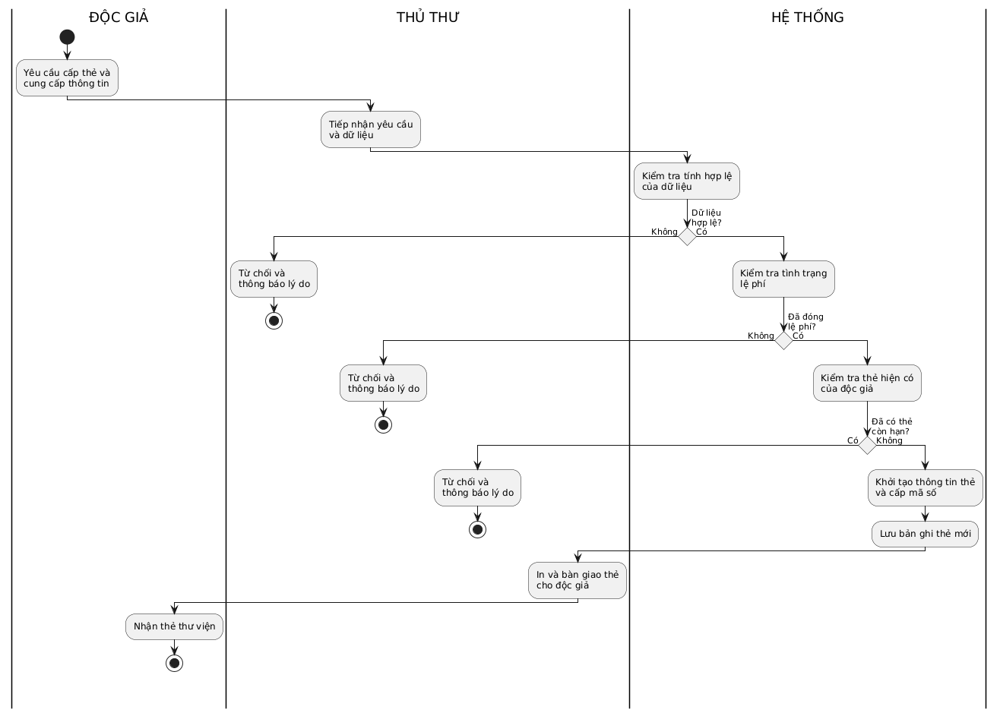 ĐỘC GIẢ
THỦ THƯ
HỆ THỐNG
Yêu cầu cấp thẻ và
cung cấp thông tin
Tiếp nhận yêu cầu
và dữ liệu
Kiểm tra tính hợp lệ
của dữ liệu
Dữ liệu
hợp lệ?
Không
Có
Từ chối và
thông báo lý do
Kiểm tra tình trạng
lệ phí
Đã đóng
lệ phí?
Không
Có
Từ chối và
thông báo lý do
Kiểm tra thẻ hiện có
của độc giả
Đã có thẻ
còn hạn?
Có
Không
Từ chối và
thông báo lý do
Khởi tạo thông tin thẻ
và cấp mã số
Lưu bản ghi thẻ mới
In và bàn giao thẻ
cho độc giả
Nhận thẻ thư viện